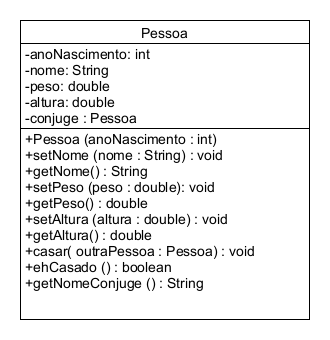 Pessoa
-anoNascimento: int
-nome: String
-peso: double
-altura: double
-conjuge : Pessoa
+Pessoa (anoNascimento : int)
+setNome (nome : String) : void
+getNome() : String
+setPeso (peso : double): void
+getPeso() : double
+setAltura (altura : double) : void
+getAltura() : double
+casar( outraPessoa : Pessoa) : void
+ehCasado () : boolean
+getNomeConjuge () : String